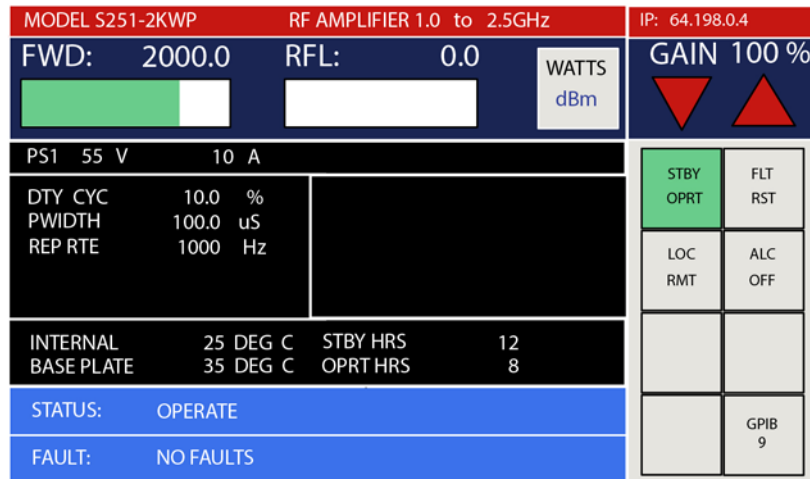 MODEL S251-2KWP RF AMPLIFIER 1.0 to 2.5GHz
IP: 64.198.0.4
FWD: 2000.0 RFL: 0.0
WATTS
dBm
GAIN 100 %
PS1 55 V 10 A
DTY CYC 10.0 %
PWIDTH 100.0 uS
REP RTE 1000 Hz
STBY
OPRT
FLT
RST
LOC
RMT
ALC
OFF
INTERNAL 25 DEG C STBY HRS 12
BASE PLATE 35 DEG C OPRT HRS 8
STATUS: OPERATE
FAULT: NO FAULTS
GPIB
9